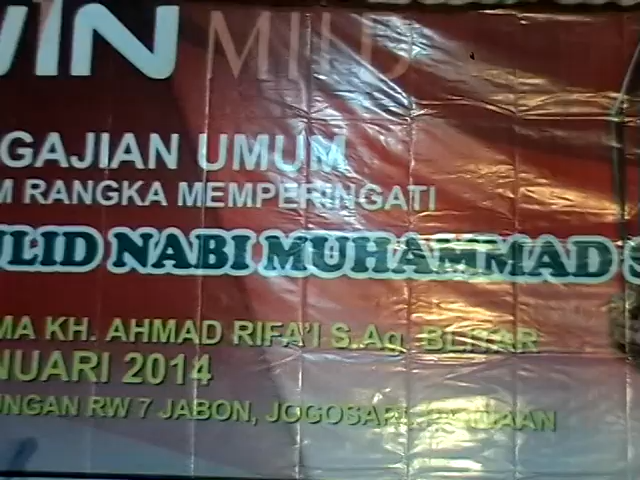 WIN MILD
GAJIAN UMUM
M RANGKA MEMPERINGATI
ULID NABI MUHAMMAD S
MA KH. AHMAD RIFA'I S.Ag BLITAR
NUARI 2014
UNGAN RW 7 JABON, JOGOSARI,